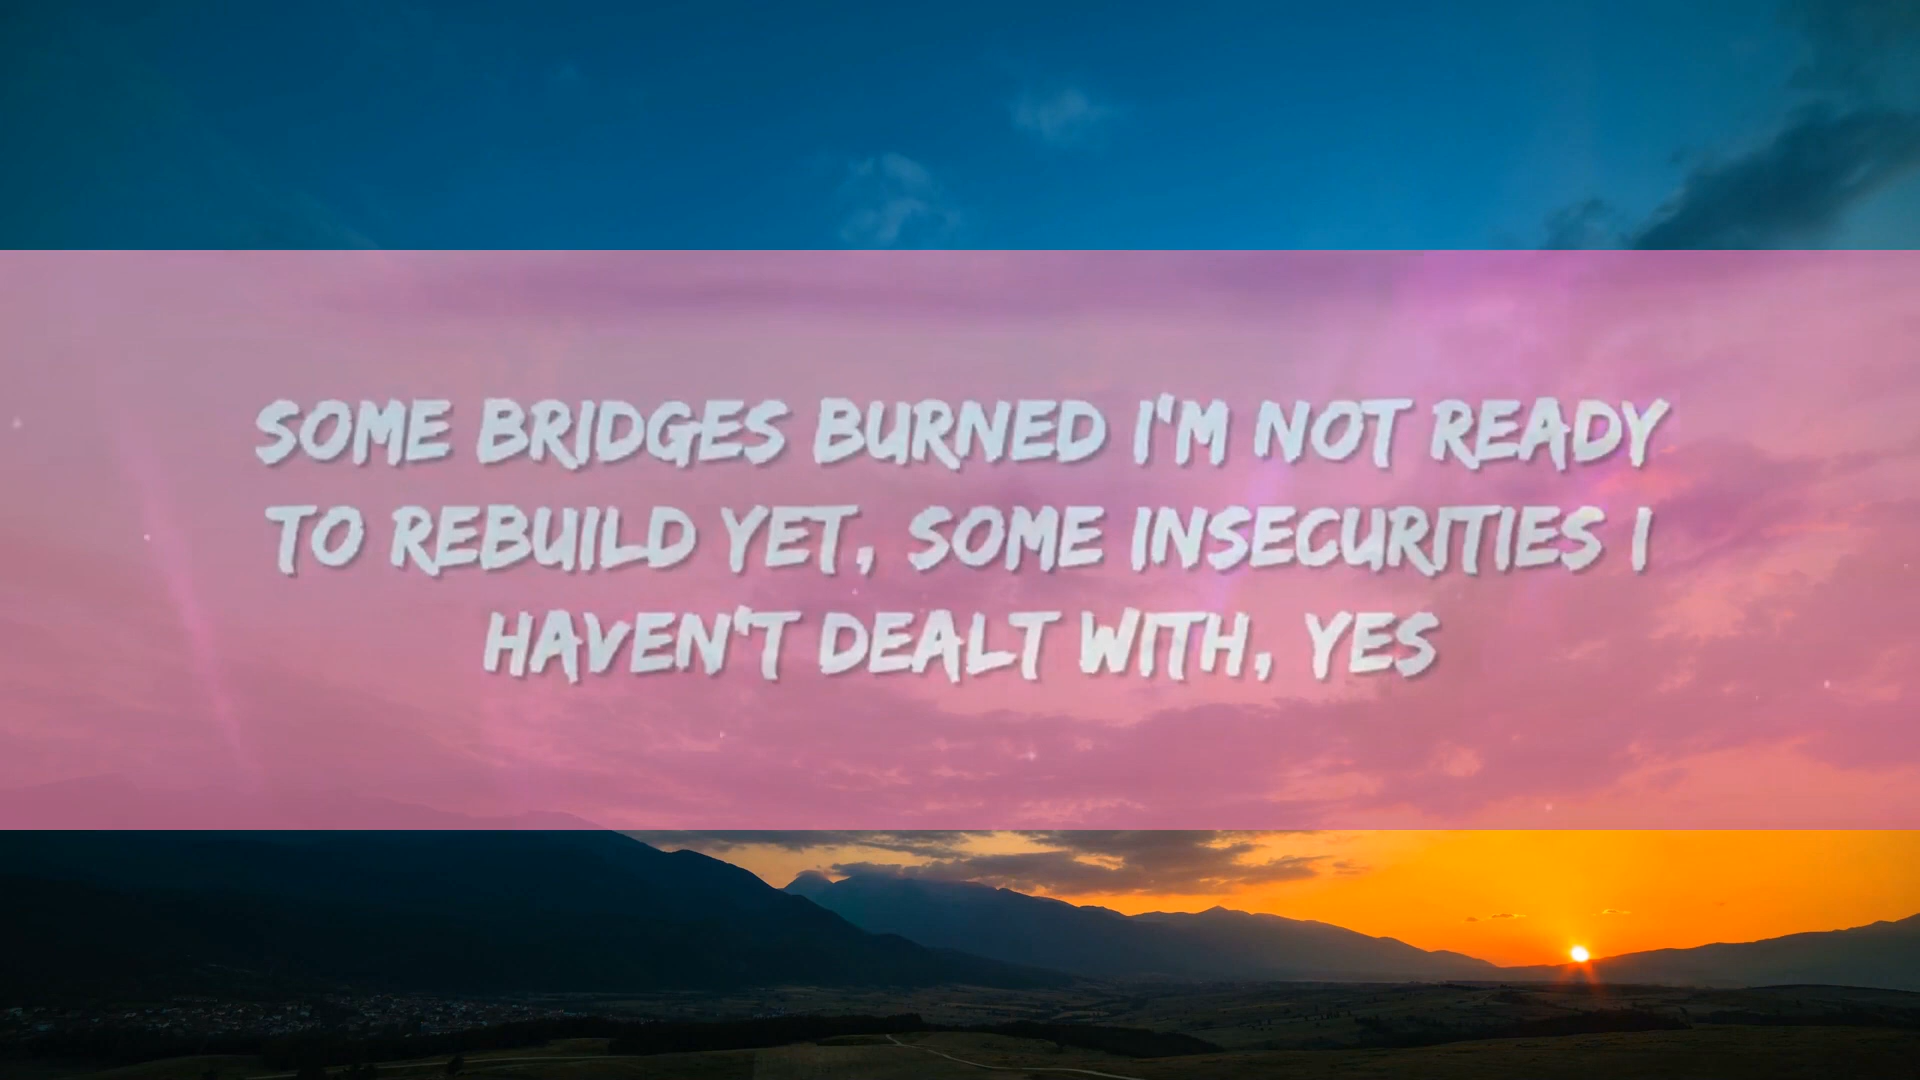 SOME BRIDGES BURNED I'M NOT READY
TO REBUILD YET, SOME INSECURITIES I
HAVEN'T DEALT WITH, YES